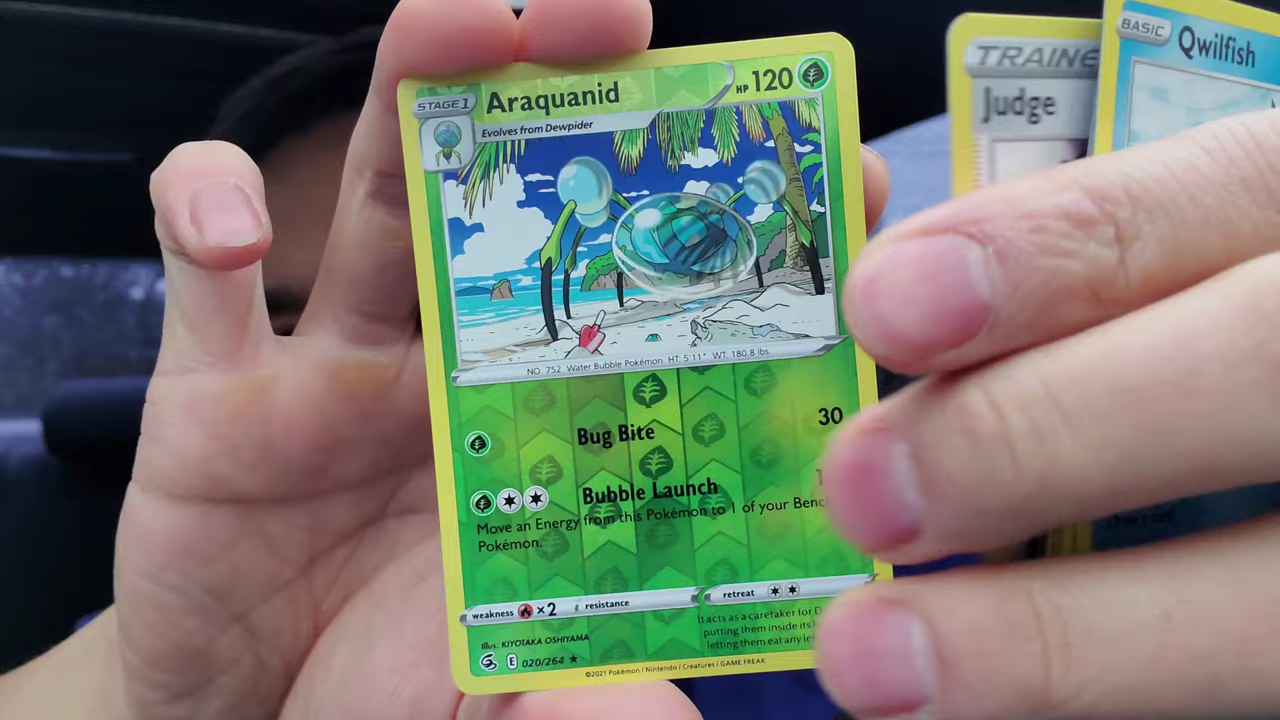 STAGE1
Araquanid
HP 120
Evolves from Dewpider
NO. 752 Water Bubble Pokémon. HT: 5'11" WT. 180.8 lbs.
Bug Bite
30
Bubble Launch
Move an Energy from this Pokémon to 1 of your
Pokémon.
weakness ×2
resistance
retreat
It acts as a caretaker for
putting them inside its
letting them eat any
Illus. KIYOTAKA OSHIYAMA
E 020/264 ★
©2021 Pokémon / Nintendo / Creatures / GAME FREAK
TRAINE
Judge
BASIC
Qwilfish